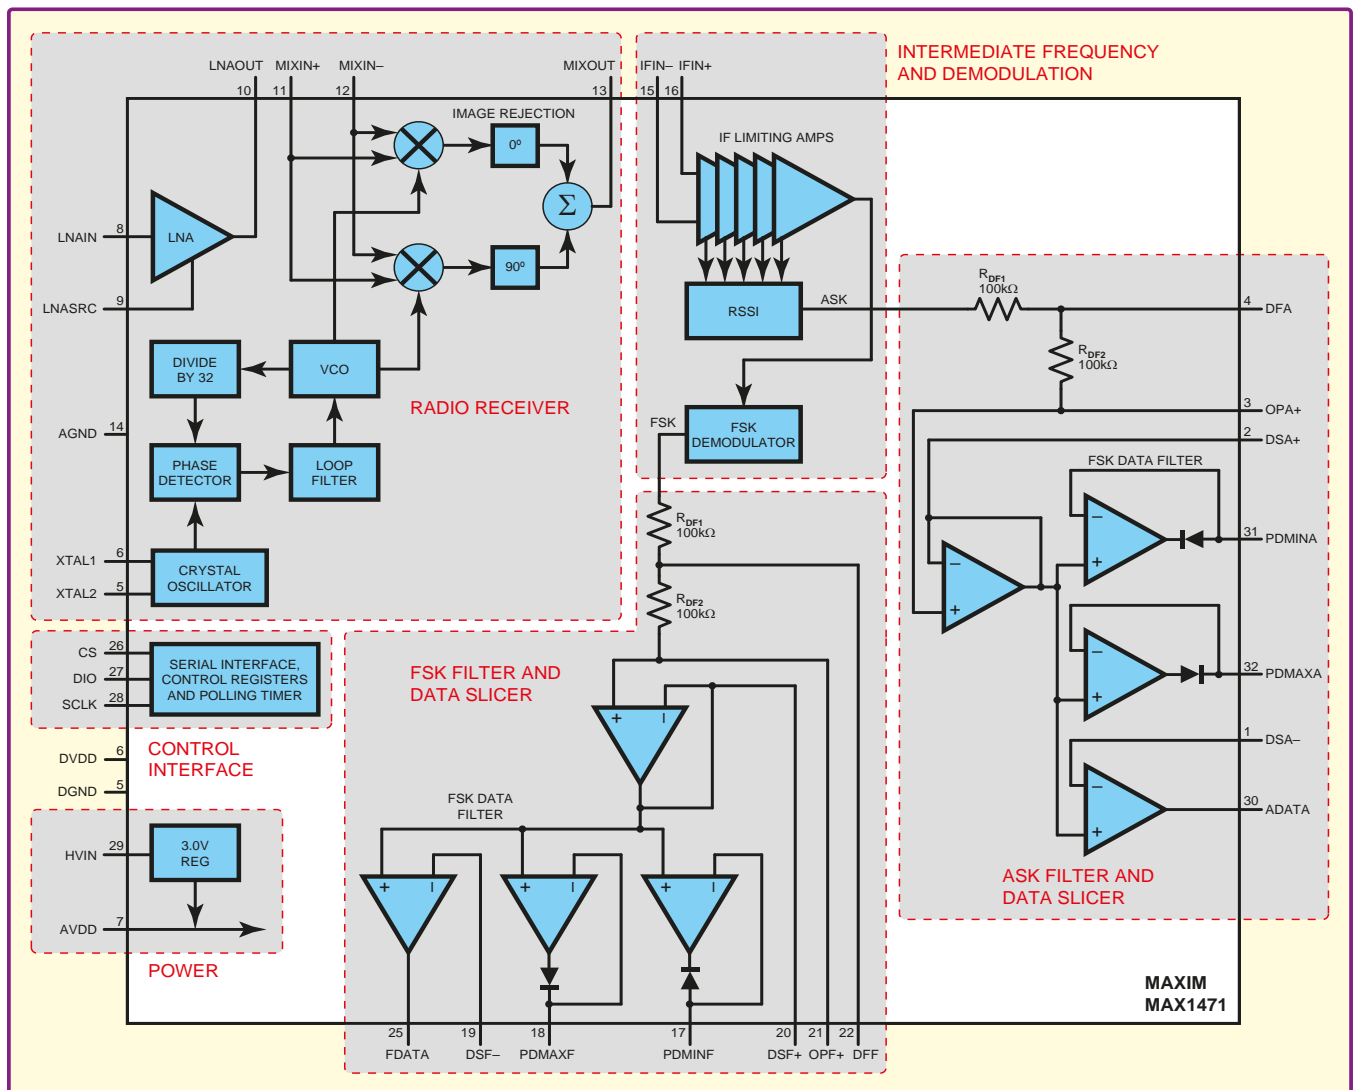 INTERMEDIATE FREQUENCY
AND DEMODULATION
LNAOUT MIXIN+ MIXIN– MIXOUT IFIN– IFIN+
10 11 12 13 15 16
IMAGE REJECTION
0º
IF LIMITING AMPS
Σ
LNAIN 8
LNA
90º
LNASRC 9
RSSI
ASK
RDF1
100kΩ
4 DFA
RDF2
100kΩ
DIVIDE
BY 32
VCO
RADIO RECEIVER
3 OPA+
FSK
FSK
DEMODULATOR
AGND 14
2 DSA+
PHASE
DETECTOR
LOOP
FILTER
FSK DATA FILTER
–
+
31 PDMINA
RDF1
100kΩ
XTAL1 6
XTAL2 5
CRYSTAL
OSCILLATOR
–
+
RDF2
100kΩ
CS 26
DIO 27
SCLK 28
SERIAL INTERFACE,
CONTROL REGISTERS
AND POLLING TIMER
FSK FILTER AND
DATA SLICER
–
+
32 PDMAXA
+ –
CONTROL
INTERFACE
DVDD 6
DGND 5
1 DSA–
–
+
30 ADATA
FSK DATA
FILTER
HVIN 29
3.0V
REG
+ –
+ –
+ –
ASK FILTER AND
DATA SLICER
AVDD 7
POWER
MAXIM
MAX1471
25 19 18 17 20 21 22
FDATA DSF– PDMAXF PDMINF DSF+ OPF+ DFF